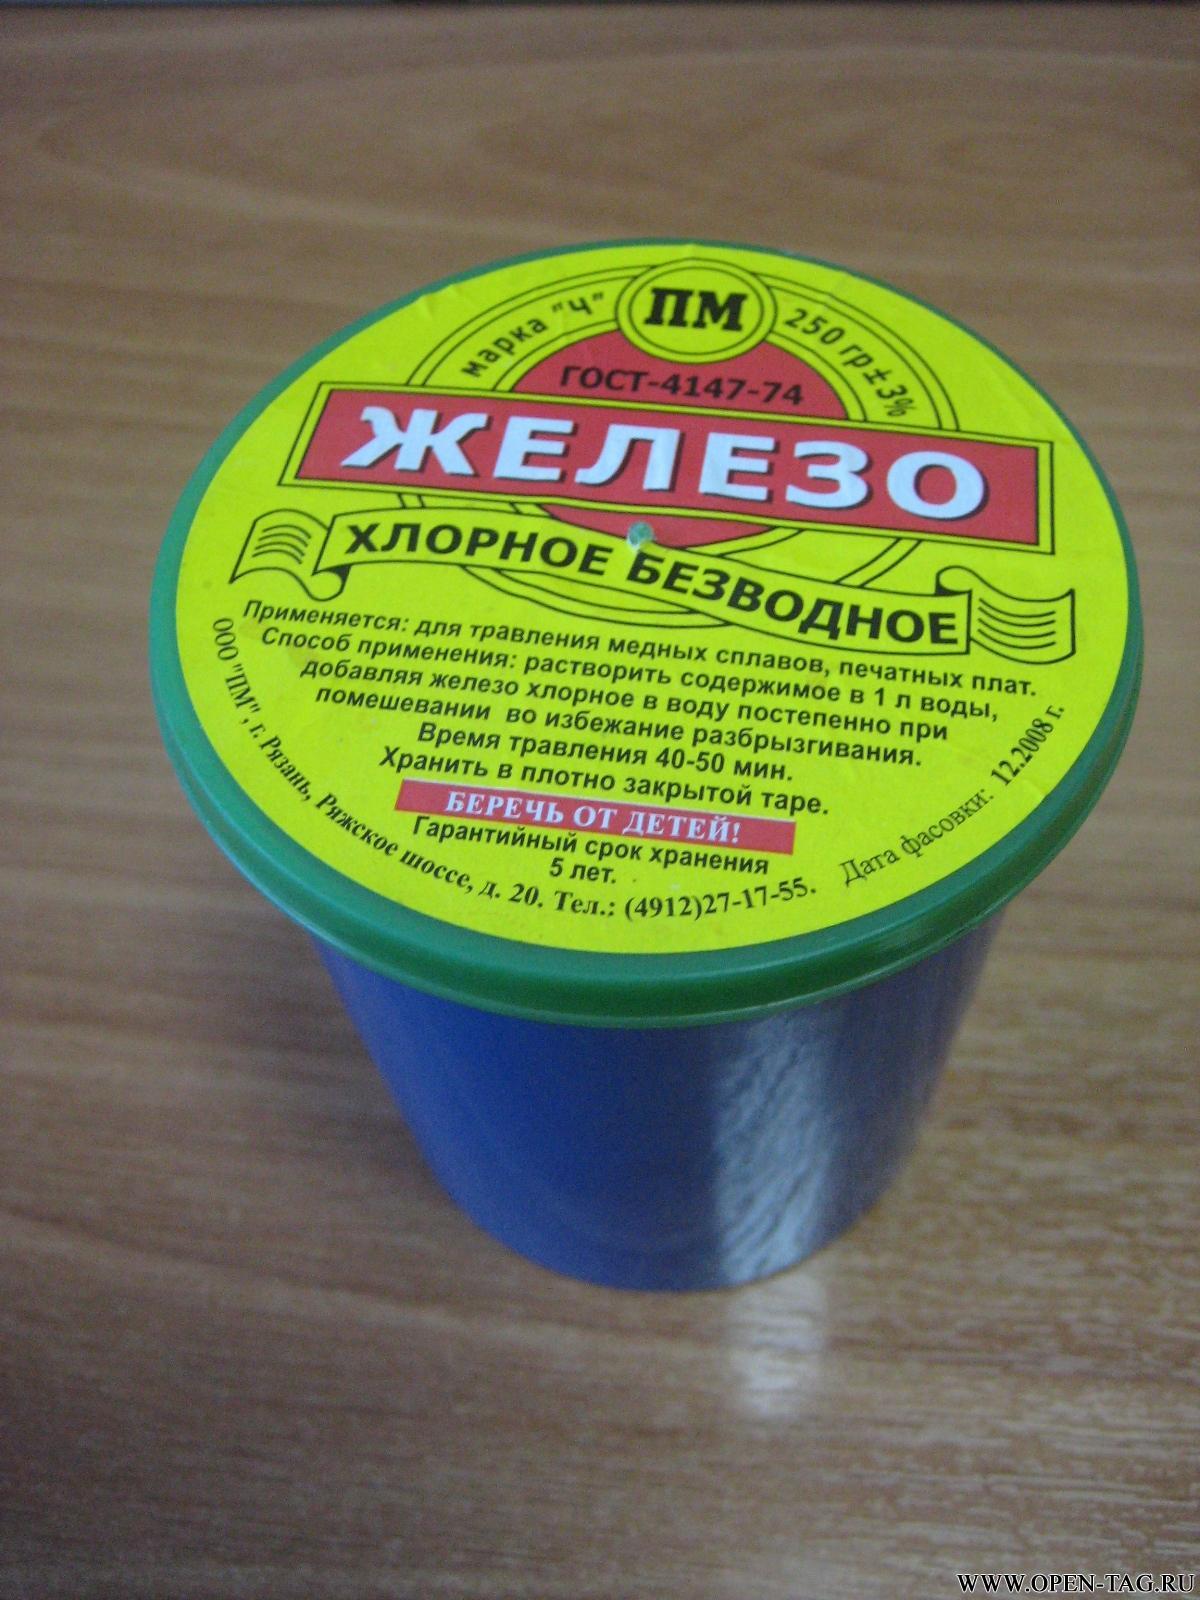 ПМ
марка "Ч"
250 гр±3%
ГОСТ-4147-74
ЖЕЛЕЗО
ХЛОРНОЕ БЕЗВОДНОЕ
Применяется: для травления медных сплавов, печатных плат.
Способ применения: растворить содержимое в 1 л воды,
добавляя железо хлорное в воду постепенно при
помешевании во избежание разбрызгивания.
Время травления 40-50 мин.
Хранить в плотно закрытой таре.
БЕРЕЧЬ ОТ ДЕТЕЙ!
Гарантийный срок хранения
5 лет.
ООО "ПМ", г. Рязань, Ряжское шоссе, д. 20. Тел.: (4912)27-17-55.
Дата фасовки: 12.2008 г.
WWW.OPEN-TAG.RU